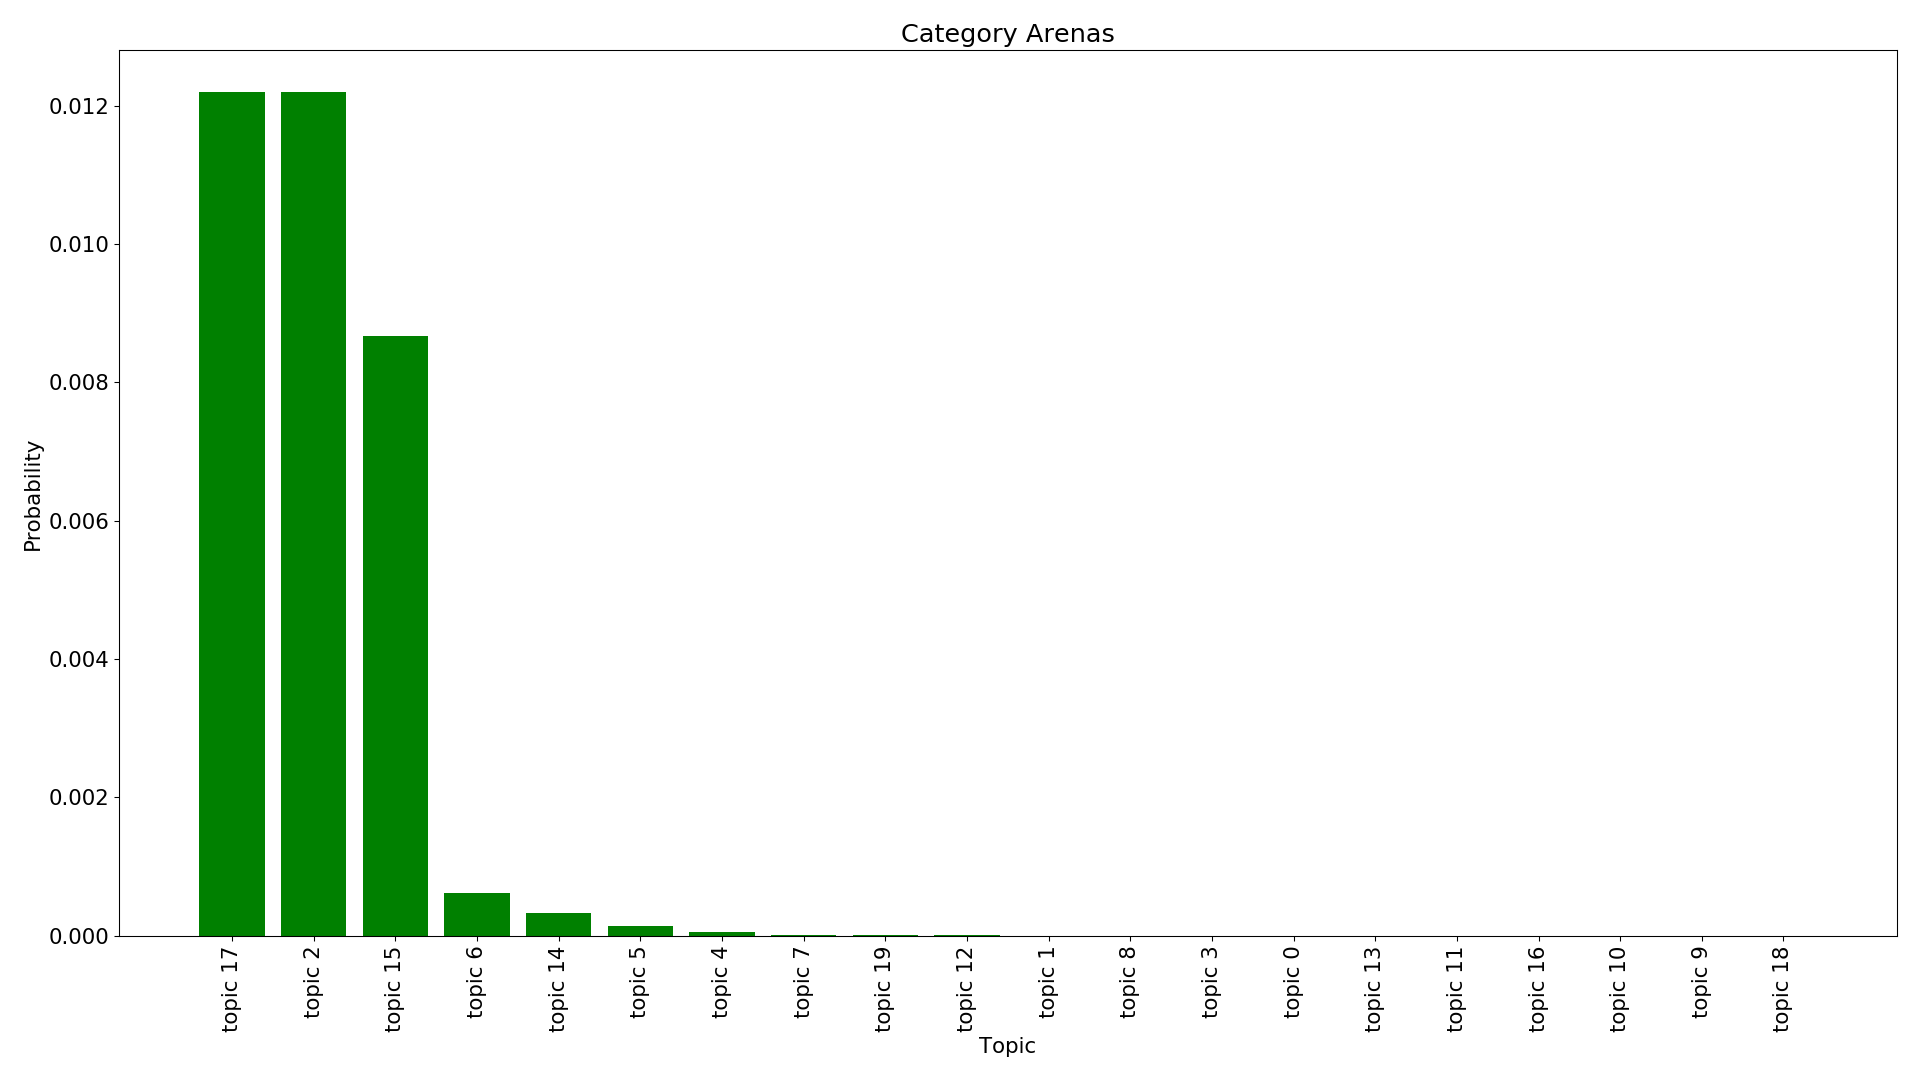 Category Arenas
Probability
0.012
0.010
0.008
0.006
0.004
0.002
0.000
topic 17
topic 2
topic 15
topic 6
topic 14
topic 5
topic 4
topic 7
topic 19
topic 12
topic 1
topic 8
topic 3
topic 0
topic 13
topic 11
topic 16
topic 10
topic 9
topic 18
Topic